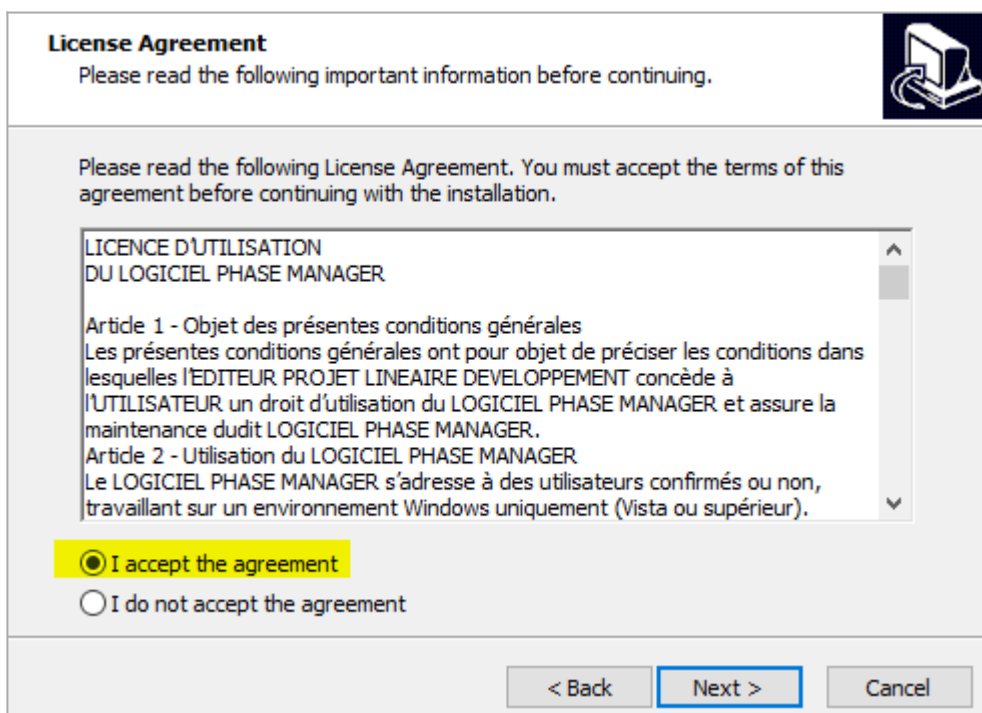 License Agreement
Please read the following important information before continuing.
Please read the following License Agreement. You must accept the terms of this
agreement before continuing with the installation.
LICENCE D'UTILISATION
DU LOGICIEL PHASE MANAGER
Article 1 - Objet des présentes conditions générales
Les présentes conditions générales ont pour objet de préciser les conditions dans
lesquelles l'EDITEUR PROJET LINEAIRE DEVELOPPEMENT concède à
l'UTILISATEUR un droit d'utilisation du LOGICIEL PHASE MANAGER et assure la
maintenance dudit LOGICIEL PHASE MANAGER.
Article 2 - Utilisation du LOGICIEL PHASE MANAGER
Le LOGICIEL PHASE MANAGER s'adresse à des utilisateurs confirmés ou non,
travaillant sur un environnement Windows uniquement (Vista ou supérieur).
I accept the agreement
I do not accept the agreement
< Back Next > Cancel